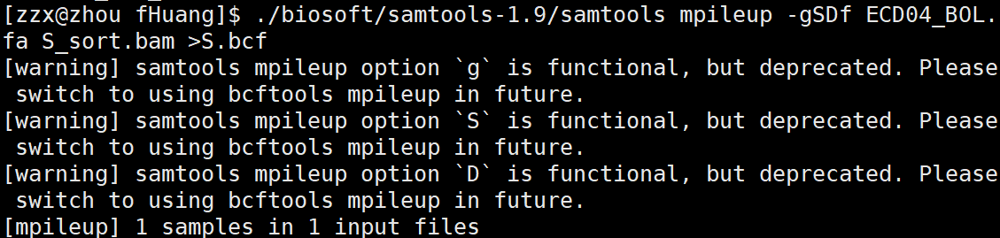 [zzx@zhou fHuang]$ ./biosoft/samtools-1.9/samtools mpileup -gSDf ECD04_BOL.
fa S_sort.bam >S.bcf
[warning] samtools mpileup option `g` is functional, but deprecated. Please
 switch to using bcftools mpileup in future.
[warning] samtools mpileup option `S` is functional, but deprecated. Please
 switch to using bcftools mpileup in future.
[warning] samtools mpileup option `D` is functional, but deprecated. Please
 switch to using bcftools mpileup in future.
[mpileup] 1 samples in 1 input files